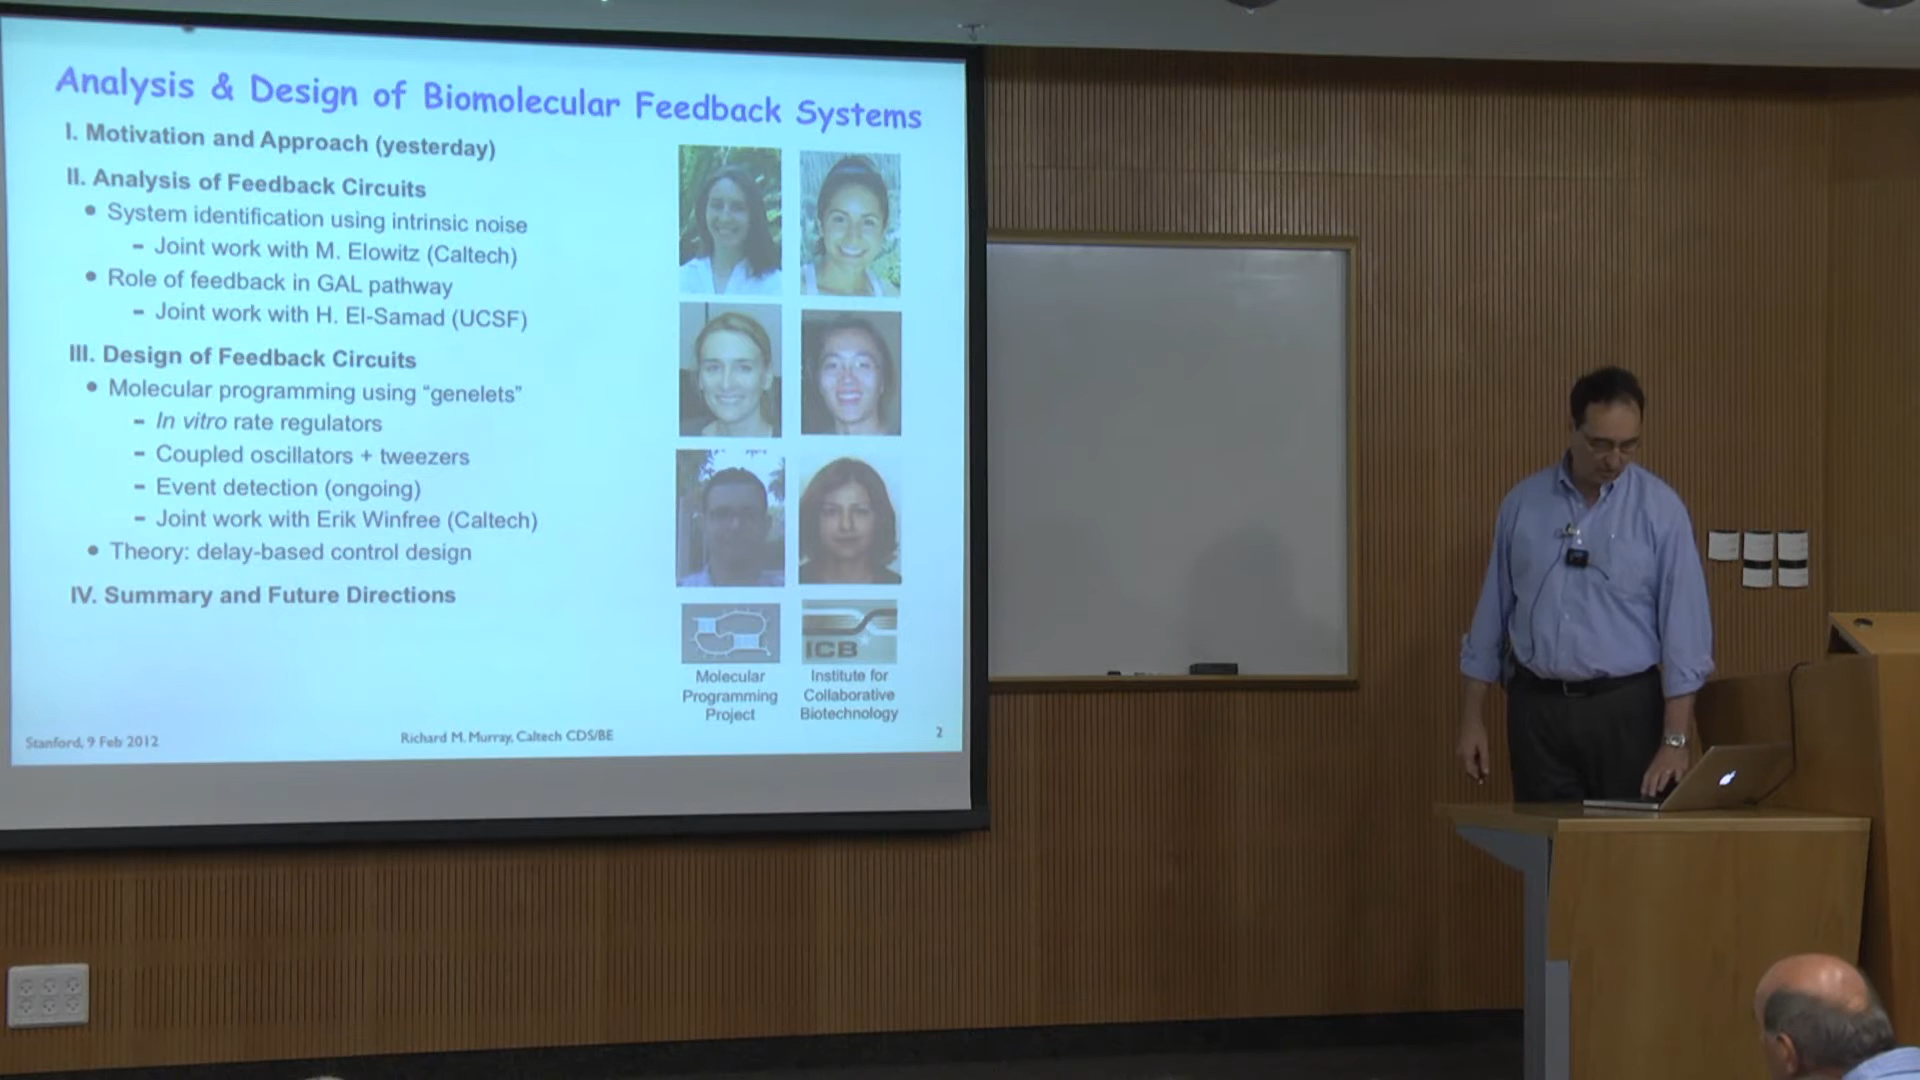 Analysis & Design of Biomolecular Feedback Systems
I. Motivation and Approach (yesterday)
II. Analysis of Feedback Circuits
• System identification using intrinsic noise
– Joint work with M. Elowitz (Caltech)
• Role of feedback in GAL pathway
– Joint work with H. El-Samad (UCSF)
III. Design of Feedback Circuits
• Molecular programming using “genelets”
– In vitro rate regulators
– Coupled oscillators + tweezers
– Event detection (ongoing)
– Joint work with Erik Winfree (Caltech)
• Theory: delay-based control design
IV. Summary and Future Directions
ICB
Molecular
Programming
Project
Institute for
Collaborative
Biotechnology
Stanford, 9 Feb 2012
Richard M. Murray, Caltech CDS/BE
2